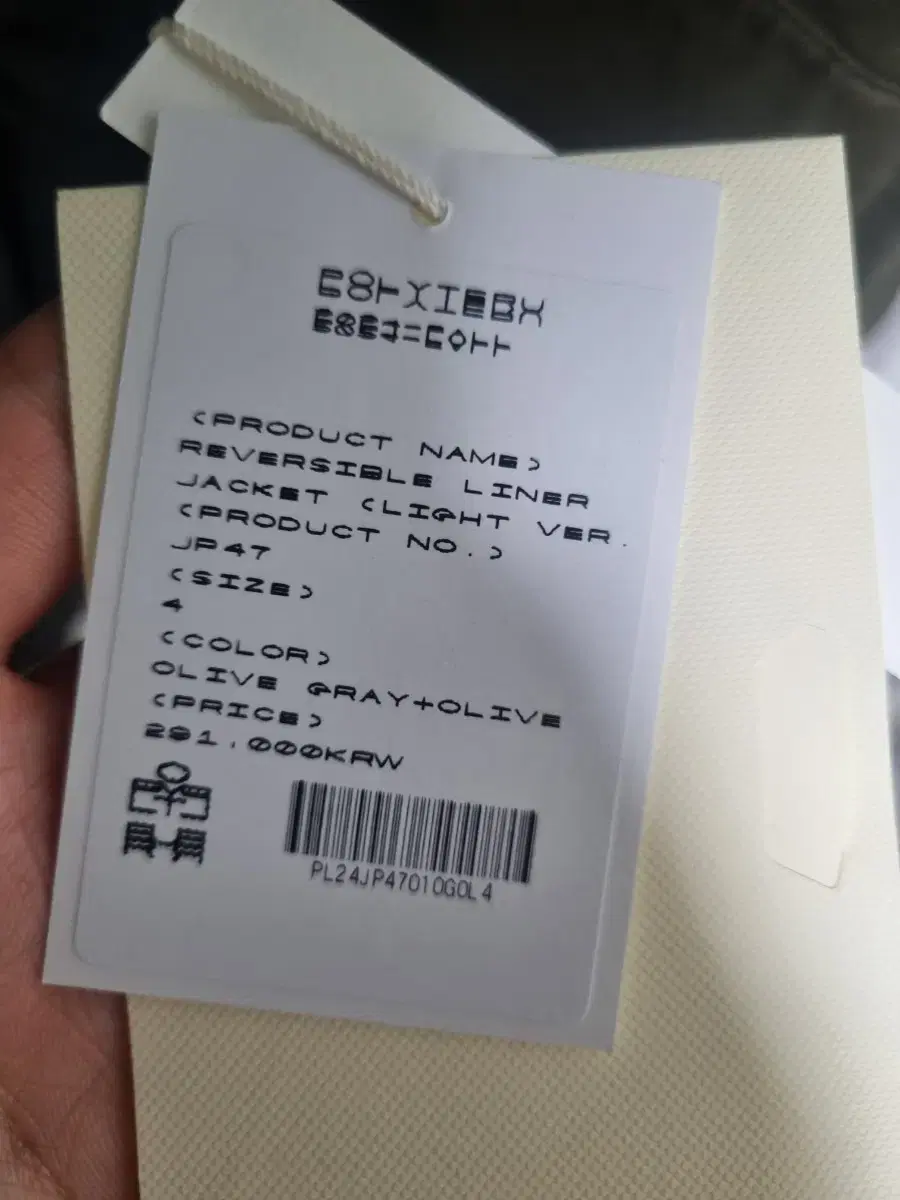 <PRODUCT NAME>
REVERSIBLE LINER
JACKET (LIGHT VER.
<PRODUCT NO.>
JP47
<SIZE>
4
<COLOR>
OLIVE GRAY+OLIVE
<PRICE>
291.000KRW
PL24JP47010GOL4